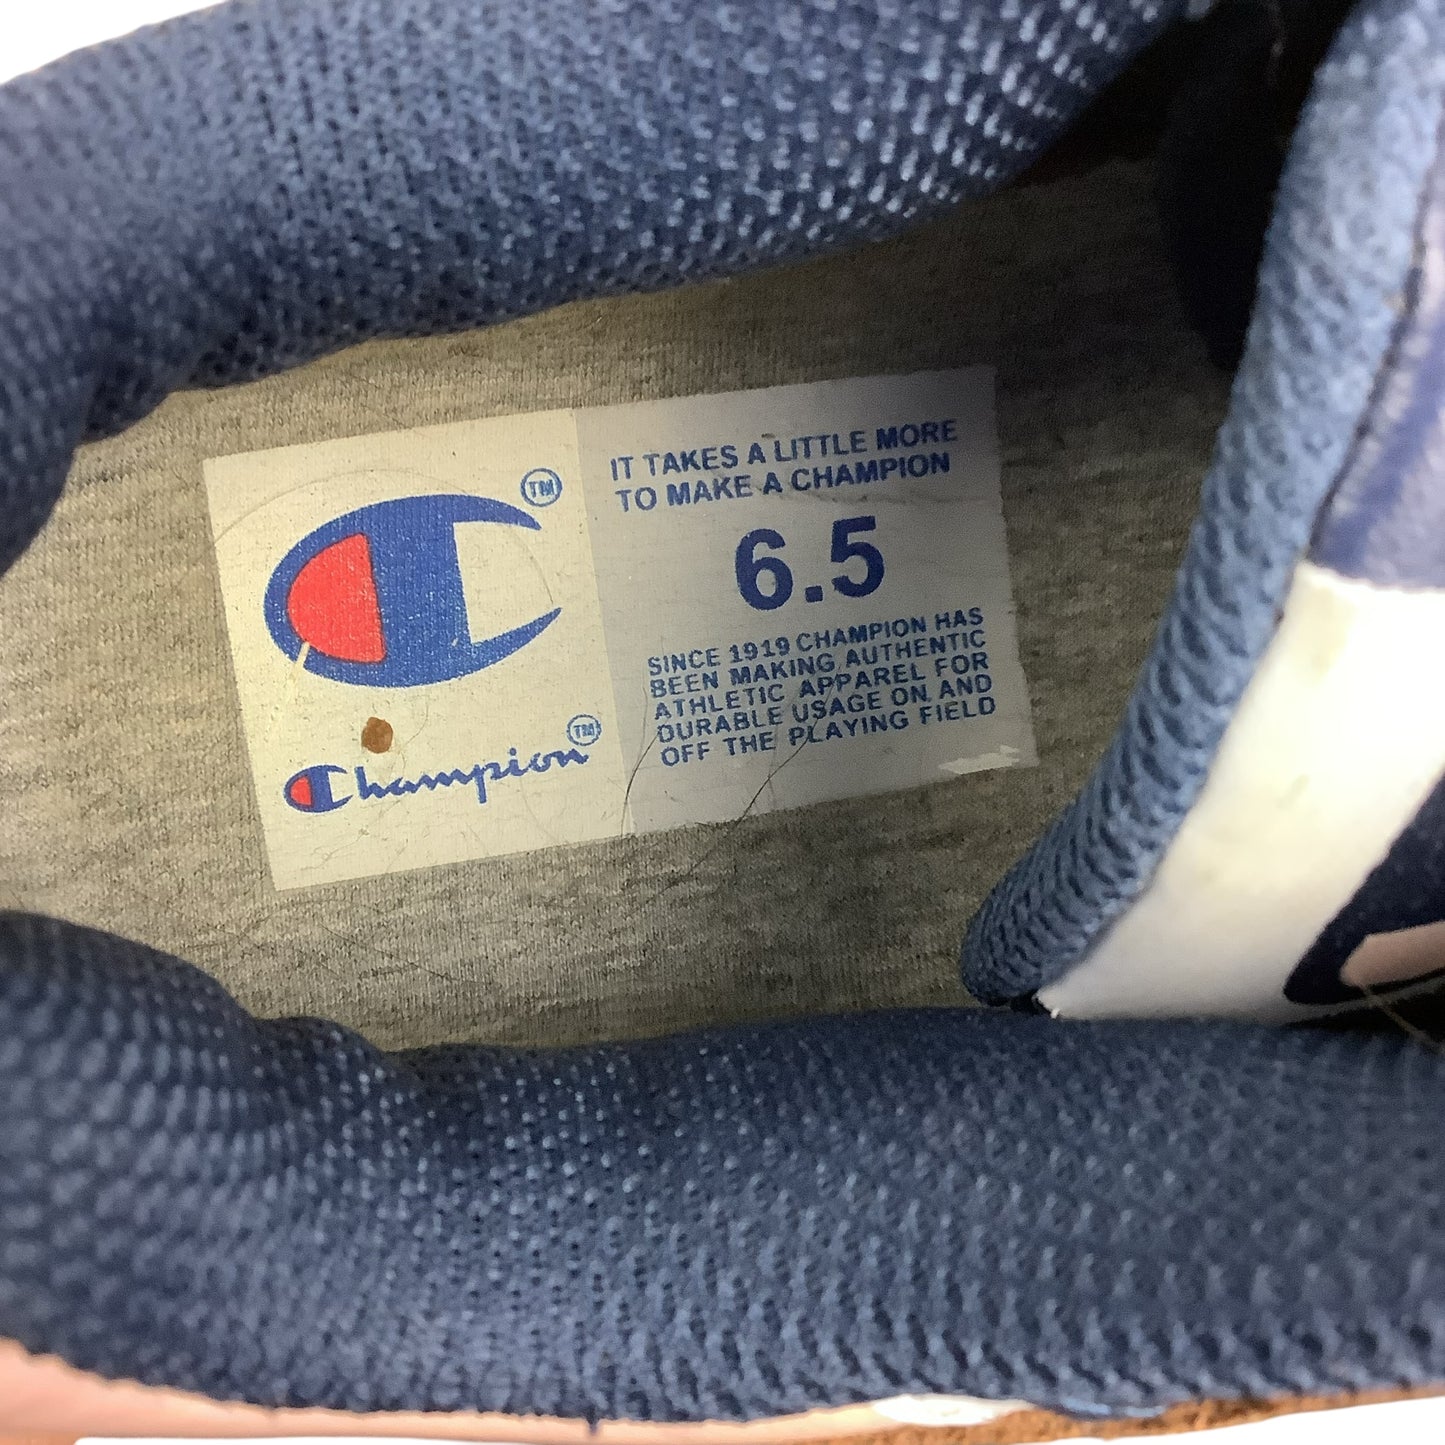 TM
Champion TM
IT TAKES A LITTLE MORE
TO MAKE A CHAMPION
6.5
SINCE 1919 CHAMPION HAS
BEEN MAKING AUTHENTIC
ATHLETIC APPAREL FOR
DURABLE USAGE ON AND
OFF THE PLAYING FIELD